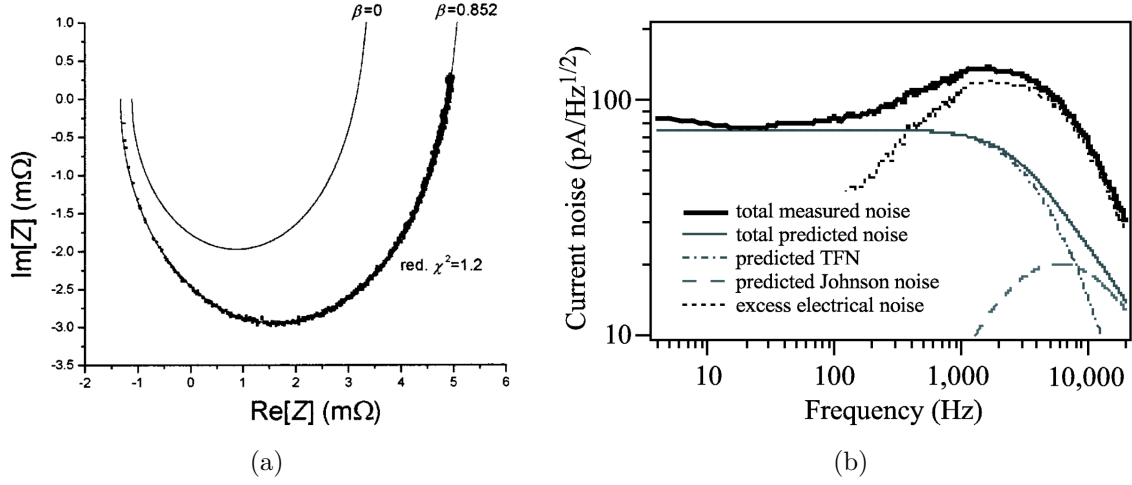 β=0 β=0.852
1.0
0.5
0.0
-0.5
-1.0
-1.5
-2.0
-2.5
-3.0
-3.5
Im[Z] (mΩ)
red. χ²=1.2
-2 -1 0 1 2 3 4 5 6
Re[Z] (mΩ)
(a)
Current noise (pA/Hz^1/2)
100
10
total measured noise
total predicted noise
predicted TFN
predicted Johnson noise
excess electrical noise
10 100 1,000 10,000
Frequency (Hz)
(b)